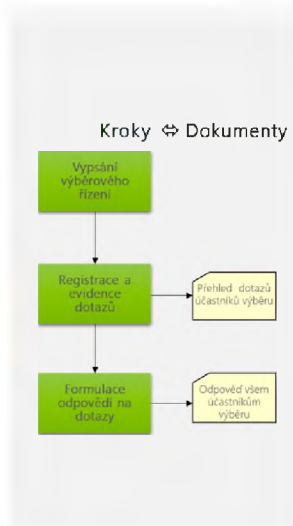 Kroky ⇔ Dokumenty
Vypsání
výběrového
řízení
Registrace a
evidence
dotazů
Přehled dotazů
účastníků výběru
Formulace
odpovědí na
dotazy
Odpověď všem
účastníkům
výběru